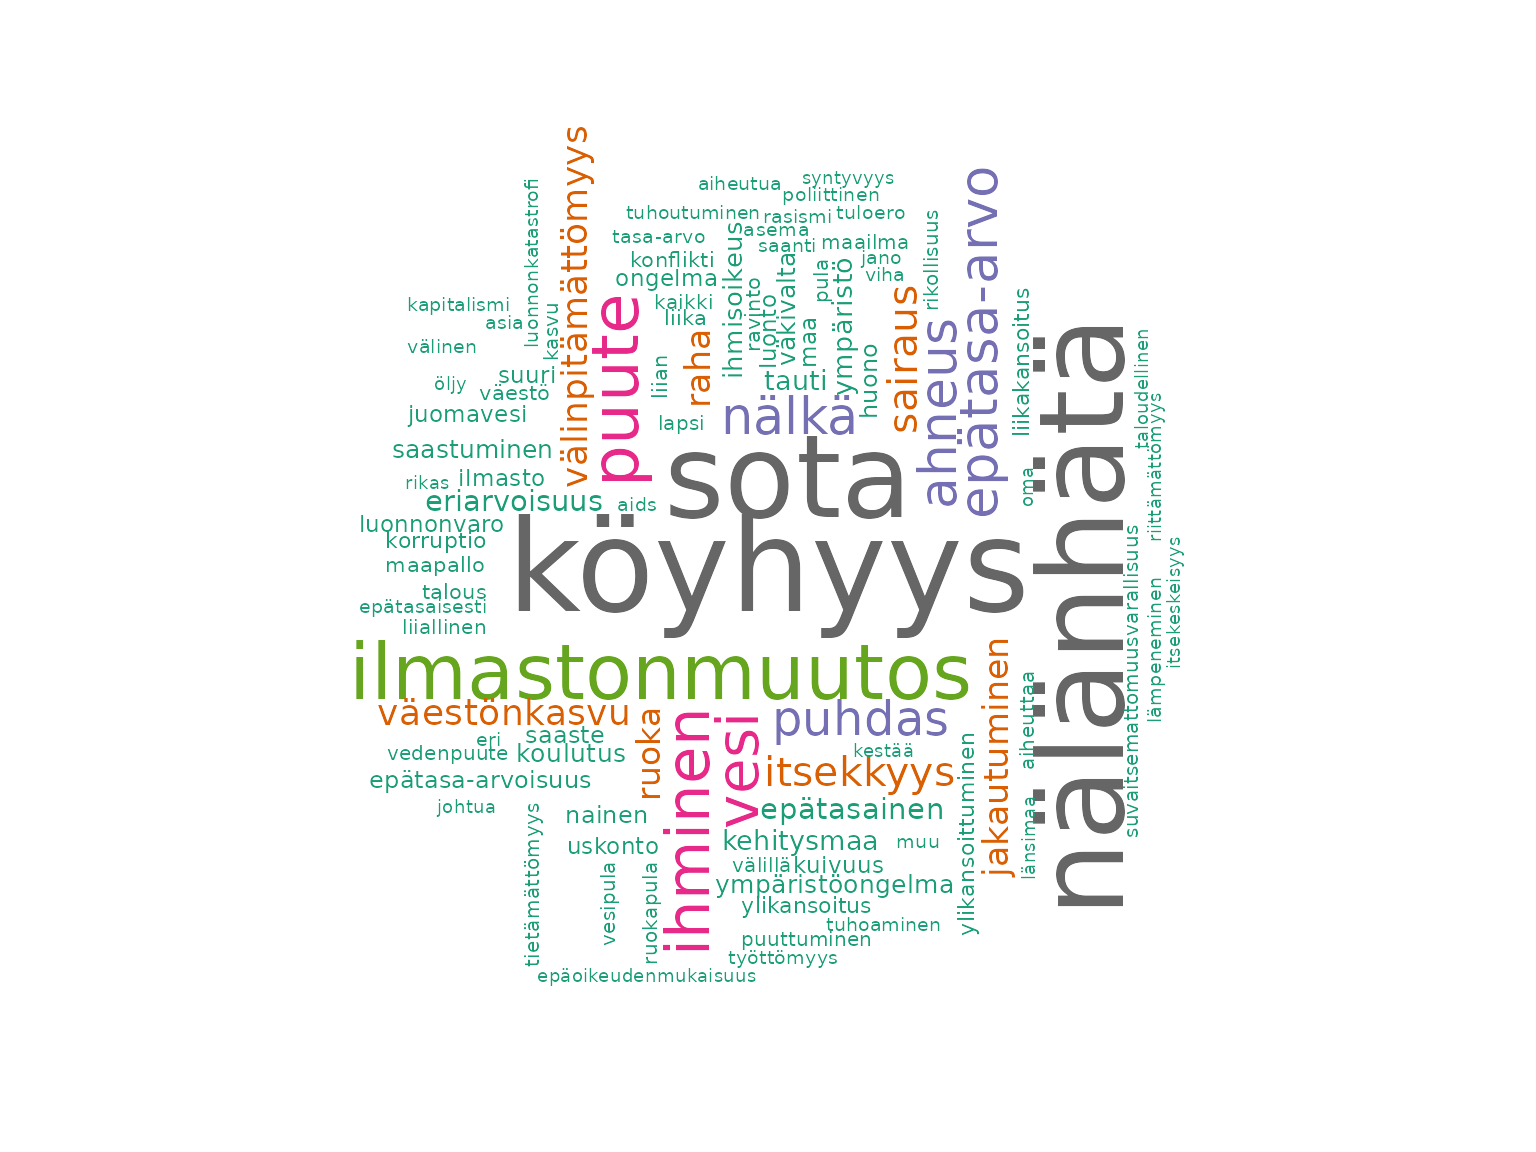 syntyvyys
aiheutua
poliittinen
tuhoutuminen
rasismi
tuloero
asema
tasa-arvo
saanti
maailma
konflikti
jano
ongelma
viha
kaikki
liika
kapitalismi
asia
välinen
suuri
öljy
väestö
tauti
juomavesi
lapsi
nälkä
saastuminen
sota
rikas
ilmasto
eriarvoisuus
aids
luonnonvaro
korruptio
köyhyys
maapallo
talous
epätasaisesti
liiallinen
ilmastonmuutos
väestönkasvu
puhdas
eri
saaste
vedenpuute
koulutus
kestää
itsekkyys
epätasa-arvoisuus
johtua
nainen
epätasainen
uskonto
kehitysmaa
muu
välillä
kuivuus
ympäristöongelma
ylikansoitus
tuhoaminen
puuttuminen
työttömyys
epäoikeudenmukaisuus
luonnonkatastrofi
kasvu
välinpitämättömyys
puute
liian
raha
ihmisoikeus
ravinto
luonto
väkivalta
maa
pula
ympäristö
huono
sairaus
rikollisuus
ahneus
epätasa-arvo
liikakansoitus
oma
nälänhätä
taloudellinen
riittämättömyys
suvaitsemattomuusvarallisuus
lämpeneminen
itsekeskeisyys
tietämättömyys
vesipula
ruokapula
ruoka
ihminen
vesi
ylikansoittuminen
jakautuminen
aiheuttaa
länsimaa